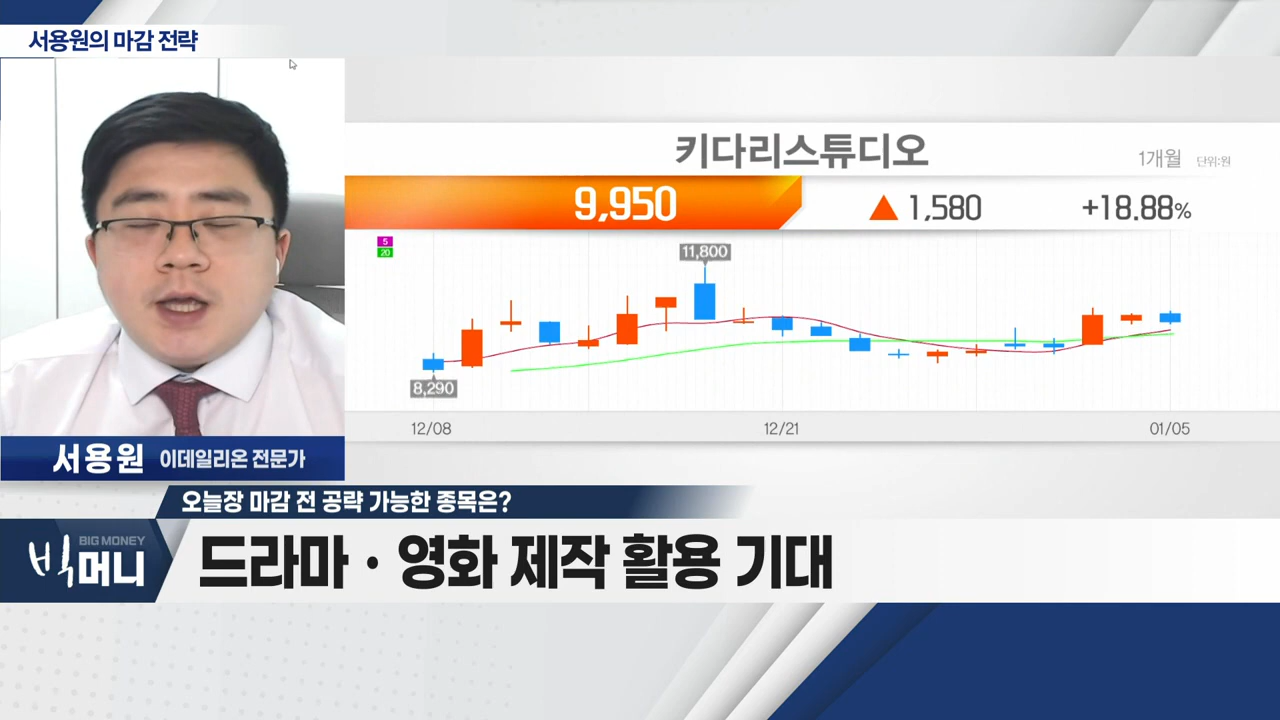 서용원의 마감 전략
키다리스튜디오
1개월 단위:원
9,950 ▲ 1,580 +18.88%
5
20
11,800
8,290
12/08 12/21 01/05
서용원 이데일리온 전문가
오늘장 마감 전 공략 가능한 종목은?
BIG MONEY
빅머니
드라마 · 영화 제작 활용 기대